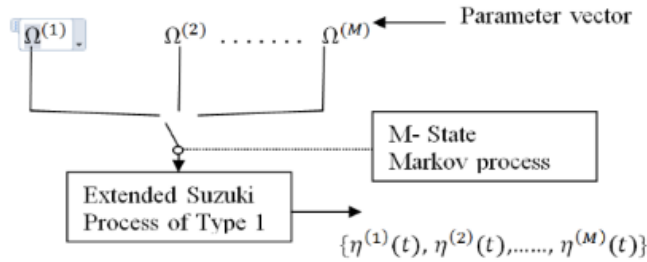 Parameter vector
Ω⁽¹⁾ Ω⁽²⁾ ....... Ω⁽ᴹ⁾
M- State
Markov process
Extended Suzuki
Process of Type 1
{η⁽¹⁾(t), η⁽²⁾(t),......, η⁽ᴹ⁾(t)}